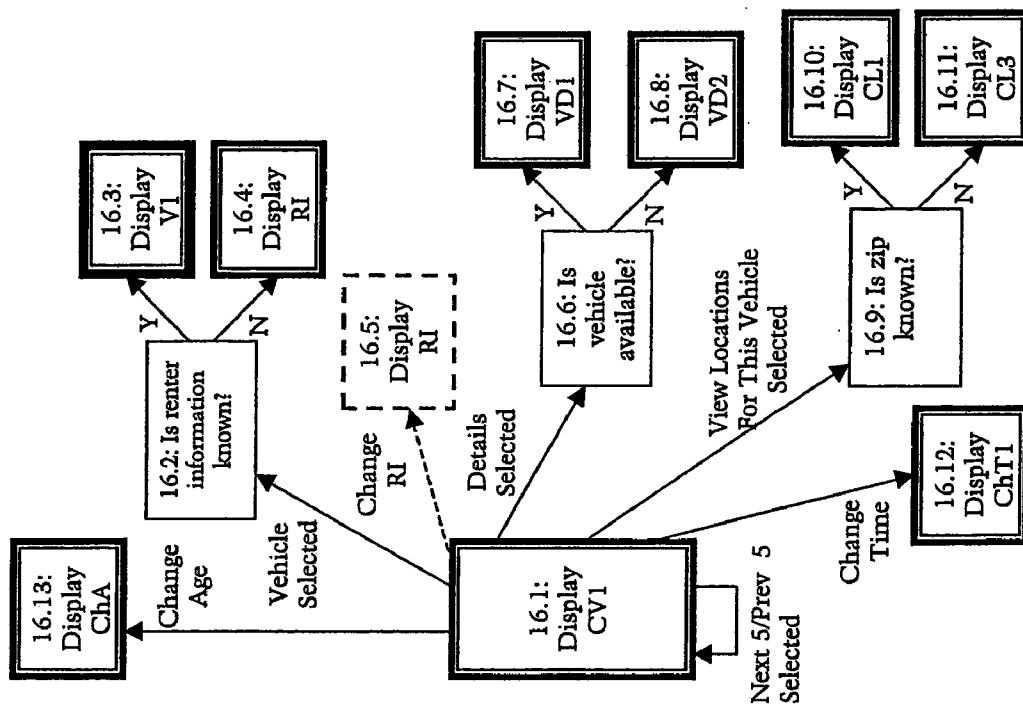 16.13:
Display
ChA
Change
Age
Vehicle
Selected
16.2: Is renter
information
known?
Y
N
16.3:
Display
V1
16.4:
Display
RI
Change
RI
16.5:
Display
RI
16.1:
Display
CV1
Next 5/Prev 5
Selected
Details
Selected
16.6: Is
vehicle
available?
Y
N
16.7:
Display
VD1
16.8:
Display
VD2
View Locations
For This Vehicle
Selected
16.9: Is zip
known?
Y
N
16.10:
Display
CL1
16.11:
Display
CL3
Change
Time
16.12:
Display
ChT1